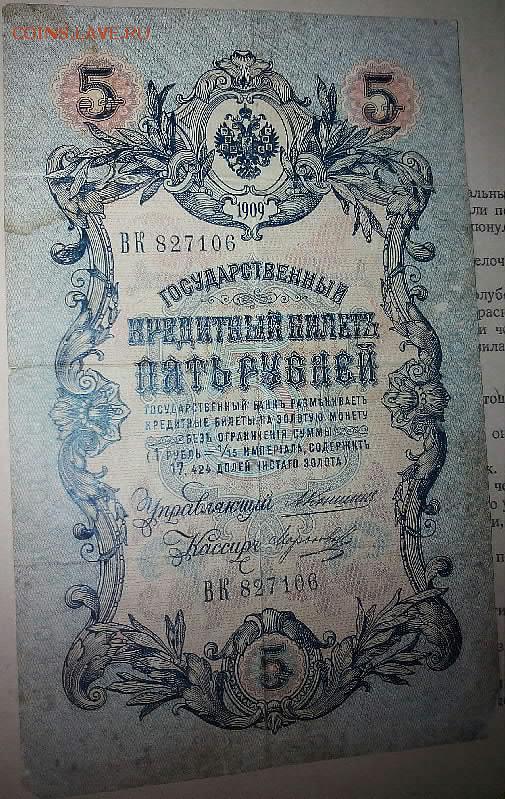 COINS.LAVE.RU
5 5
1909
ВК 827106
ГОСУДАРСТВЕННЫЙ
КРЕДИТНЫЙ БИЛЕТЪ
ПЯТЬ РУБЛЕЙ
ГОСУДАРСТВЕННЫЙ БАНКЪ РАЗМѢНИВАЕТЪ
КРЕДИТНЫЕ БИЛЕТЫ НА ЗОЛОТУЮ МОНЕТУ
БЕЗЪ ОГРАНИЧЕНІЯ СУММЫ
(1 РУБЛЬ = 1/15 ИМПЕРІАЛА, СОДЕРЖИТЪ
17,424 ДОЛЕЙ ЧИСТАГО ЗОЛОТА)
Управляющій
Кассиръ
ВК 827106
5